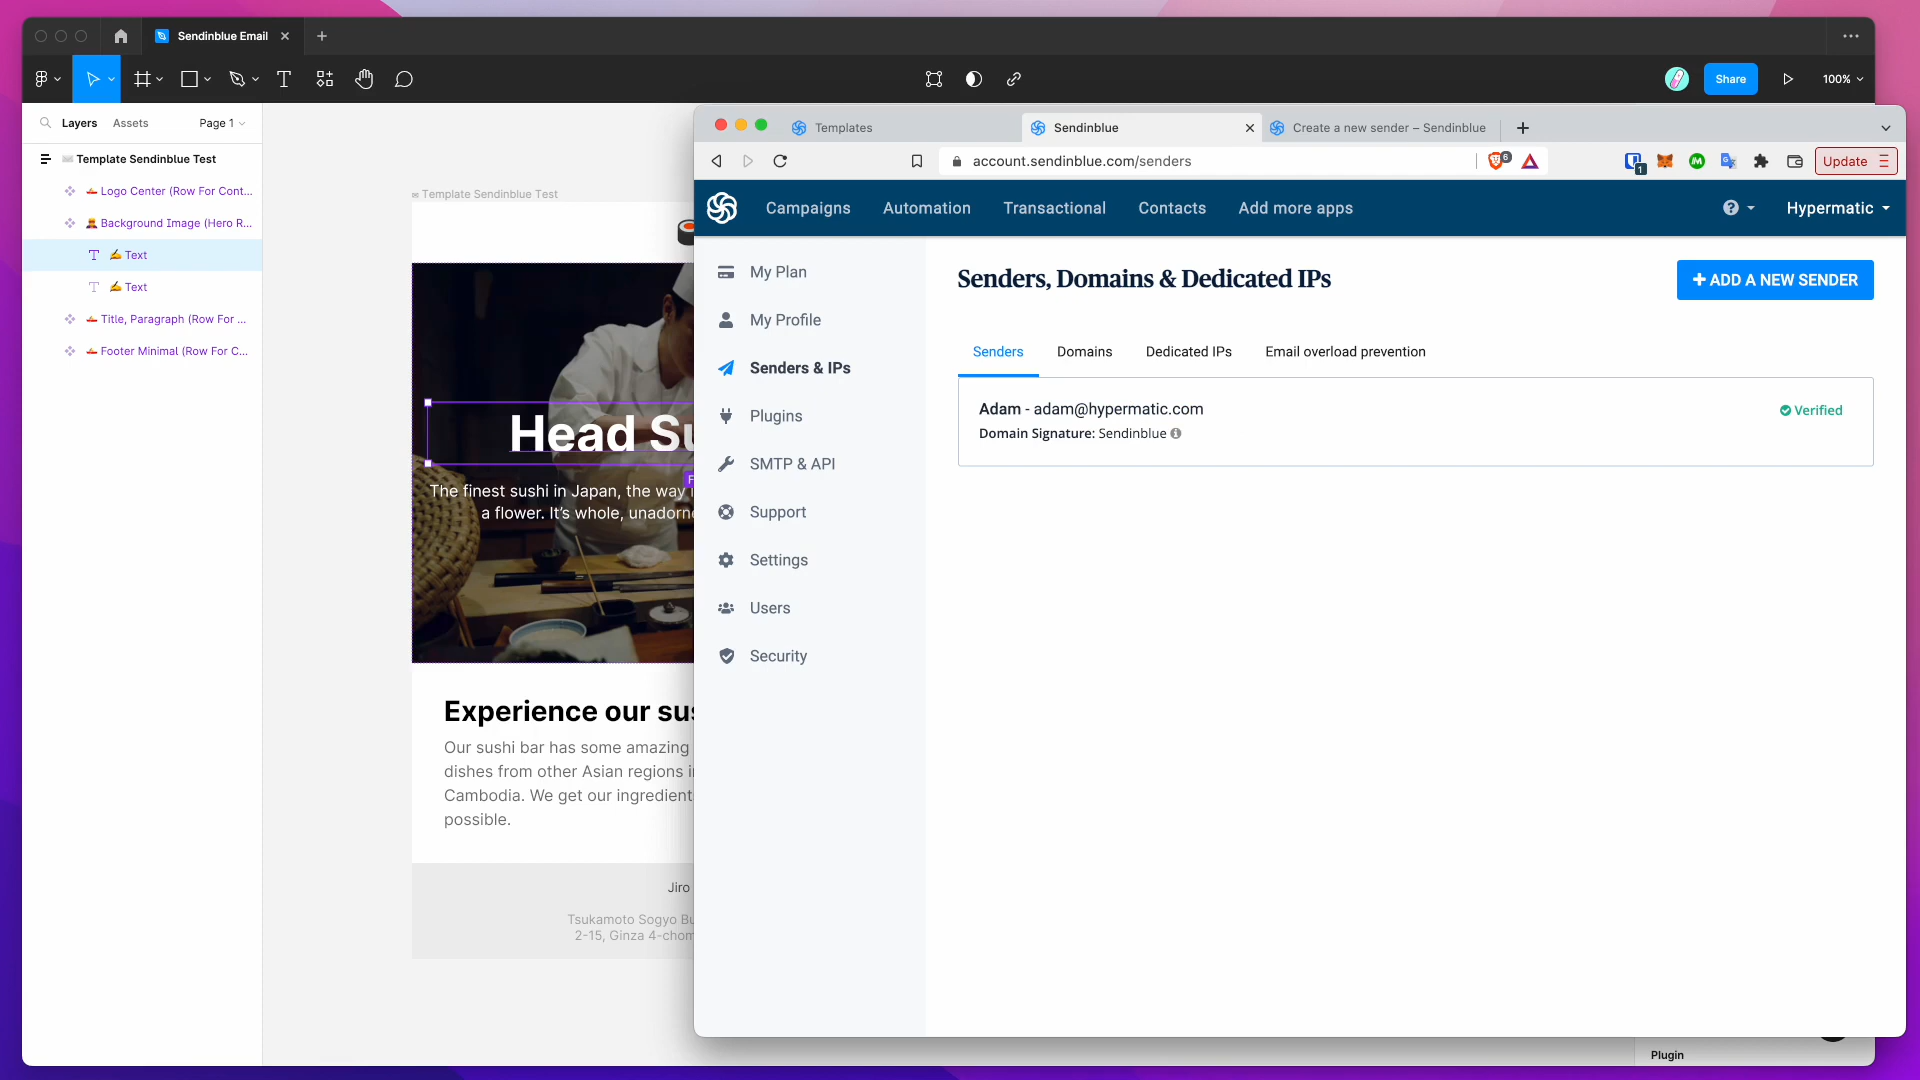 Sendinblue Email
Share
100%
Layers
Assets
Page 1
Template Sendinblue Test
Logo Center (Row For Cont...
Background Image (Hero R...
Text
Text
Title, Paragraph (Row For ...
Footer Minimal (Row For C...
Template Sendinblue Test
Head Su
The finest sushi in Japan, the way
a flower. It's whole, unadorne
Experience our sus
Our sushi bar has some amazing
dishes from other Asian regions i
Cambodia. We get our ingredient
possible.
Jiro
Tsukamoto Sogyo Bu
2-15, Ginza 4-chom
Templates
Sendinblue
Create a new sender – Sendinblue
account.sendinblue.com/senders
6
1
Update
Campaigns
Automation
Transactional
Contacts
Add more apps
Hypermatic
My Plan
My Profile
Senders & IPs
Plugins
SMTP & API
Support
Settings
Users
Security
Senders, Domains & Dedicated IPs
+ ADD A NEW SENDER
Senders
Domains
Dedicated IPs
Email overload prevention
Adam - adam@hypermatic.com
Verified
Domain Signature: Sendinblue
Plugin